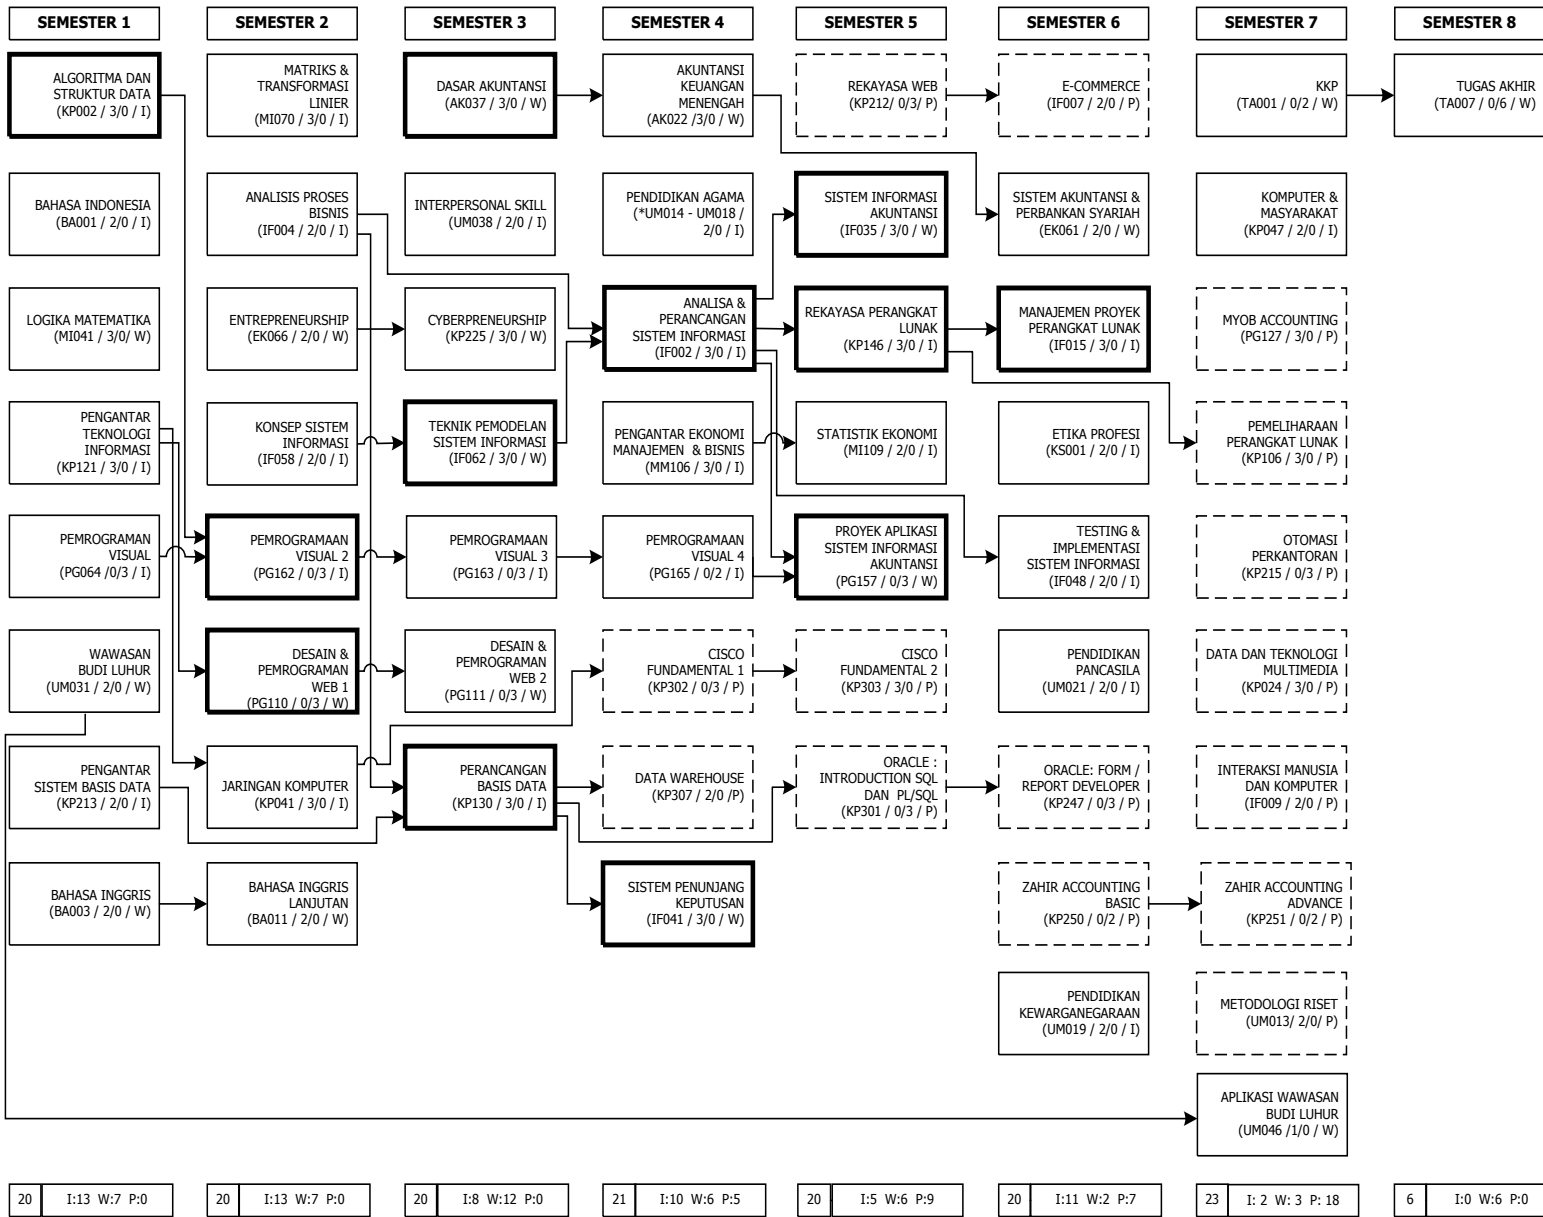 SEMESTER 1
SEMESTER 2
SEMESTER 3
SEMESTER 4
SEMESTER 5
SEMESTER 6
SEMESTER 7
SEMESTER 8
ALGORITMA DAN
STRUKTUR DATA
(KP002 / 3/0 / I)
MATRIKS &
TRANSFORMASI
LINIER
(MI070 / 3/0 / I)
DASAR AKUNTANSI
(AK037 / 3/0 / W)
AKUNTANSI
KEUANGAN
MENENGAH
(AK022 /3/0 / W)
REKAYASA WEB
(KP212/ 0/3/ P)
E-COMMERCE
(IF007 / 2/0 / P)
KKP
(TA001 / 0/2 / W)
TUGAS AKHIR
(TA007 / 0/6 / W)
BAHASA INDONESIA
(BA001 / 2/0 / I)
ANALISIS PROSES
BISNIS
(IF004 / 2/0 / I)
INTERPERSONAL SKILL
(UM038 / 2/0 / I)
PENDIDIKAN AGAMA
(*UM014 - UM018 /
2/0 / I)
SISTEM INFORMASI
AKUNTANSI
(IF035 / 3/0 / W)
SISTEM AKUNTANSI &
PERBANKAN SYARIAH
(EK061 / 2/0 / W)
KOMPUTER &
MASYARAKAT
(KP047 / 2/0 / I)
LOGIKA MATEMATIKA
(MI041 / 3/0/ W)
ENTREPRENEURSHIP
(EK066 / 2/0 / W)
CYBERPRENEURSHIP
(KP225 / 3/0 / W)
ANALISA &
PERANCANGAN
SISTEM INFORMASI
(IF002 / 3/0 / I)
REKAYASA PERANGKAT
LUNAK
(KP146 / 3/0 / I)
MANAJEMEN PROYEK
PERANGKAT LUNAK
(IF015 / 3/0 / I)
MYOB ACCOUNTING
(PG127 / 3/0 / P)
PENGANTAR
TEKNOLOGI
INFORMASI
(KP121 / 3/0 / I)
KONSEP SISTEM
INFORMASI
(IF058 / 2/0 / I)
TEKNIK PEMODELAN
SISTEM INFORMASI
(IF062 / 3/0 / W)
PENGANTAR EKONOMI
MANAJEMEN & BISNIS
(MM106 / 3/0 / I)
STATISTIK EKONOMI
(MI109 / 2/0 / I)
ETIKA PROFESI
(KS001 / 2/0 / I)
PEMELIHARAAN
PERANGKAT LUNAK
(KP106 / 3/0 / P)
PEMROGRAMAN
VISUAL
(PG064 /0/3 / I)
PEMROGRAMAAN
VISUAL 2
(PG162 / 0/3 / I)
PEMROGRAMAAN
VISUAL 3
(PG163 / 0/3 / I)
PEMROGRAMAAN
VISUAL 4
(PG165 / 0/2 / I)
PROYEK APLIKASI
SISTEM INFORMASI
AKUNTANSI
(PG157 / 0/3 / W)
TESTING &
IMPLEMENTASI
SISTEM INFORMASI
(IF048 / 2/0 / I)
OTOMASI
PERKANTORAN
(KP215 / 0/3 / P)
WAWASAN
BUDI LUHUR
(UM031 / 2/0 / W)
DESAIN &
PEMROGRAMAN
WEB 1
(PG110 / 0/3 / W)
DESAIN &
PEMROGRAMAN
WEB 2
(PG111 / 0/3 / W)
CISCO
FUNDAMENTAL 1
(KP302 / 0/3 / P)
CISCO
FUNDAMENTAL 2
(KP303 / 3/0 / P)
PENDIDIKAN
PANCASILA
(UM021 / 2/0 / I)
DATA DAN TEKNOLOGI
MULTIMEDIA
(KP024 / 3/0 / P)
PENGANTAR
SISTEM BASIS DATA
(KP213 / 2/0 / I)
JARINGAN KOMPUTER
(KP041 / 3/0 / I)
PERANCANGAN
BASIS DATA
(KP130 / 3/0 / I)
DATA WAREHOUSE
(KP307 / 2/0 /P)
ORACLE :
INTRODUCTION SQL
DAN PL/SQL
(KP301 / 0/3 / P)
ORACLE: FORM /
REPORT DEVELOPER
(KP247 / 0/3 / P)
INTERAKSI MANUSIA
DAN KOMPUTER
(IF009 / 2/0 / P)
BAHASA INGGRIS
(BA003 / 2/0 / W)
BAHASA INGGRIS
LANJUTAN
(BA011 / 2/0 / W)
SISTEM PENUNJANG
KEPUTUSAN
(IF041 / 3/0 / W)
ZAHIR ACCOUNTING
BASIC
(KP250 / 0/2 / P)
ZAHIR ACCOUNTING
ADVANCE
(KP251 / 0/2 / P)
PENDIDIKAN
KEWARGANEGARAAN
(UM019 / 2/0 / I)
METODOLOGI RISET
(UM013/ 2/0/ P)
APLIKASI WAWASAN
BUDI LUHUR
(UM046 /1/0 / W)
20 I:13 W:7 P:0
20 I:13 W:7 P:0
20 I:8 W:12 P:0
21 I:10 W:6 P:5
20 I:5 W:6 P:9
20 I:11 W:2 P:7
23 I: 2 W: 3 P: 18
6 I:0 W:6 P:0